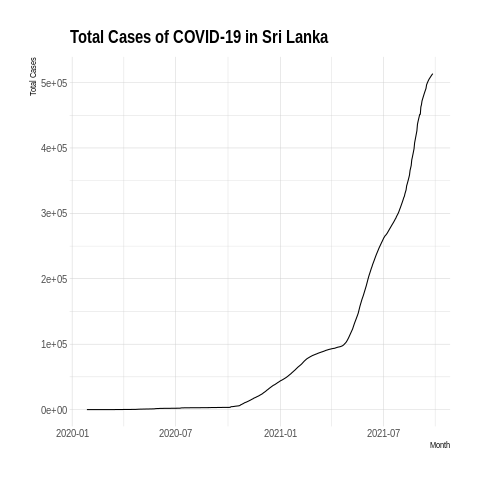 Total Cases of COVID-19 in Sri Lanka
Total Cases
5e+05
4e+05
3e+05
2e+05
1e+05
0e+00
2020-01 2020-07 2021-01 2021-07
Month